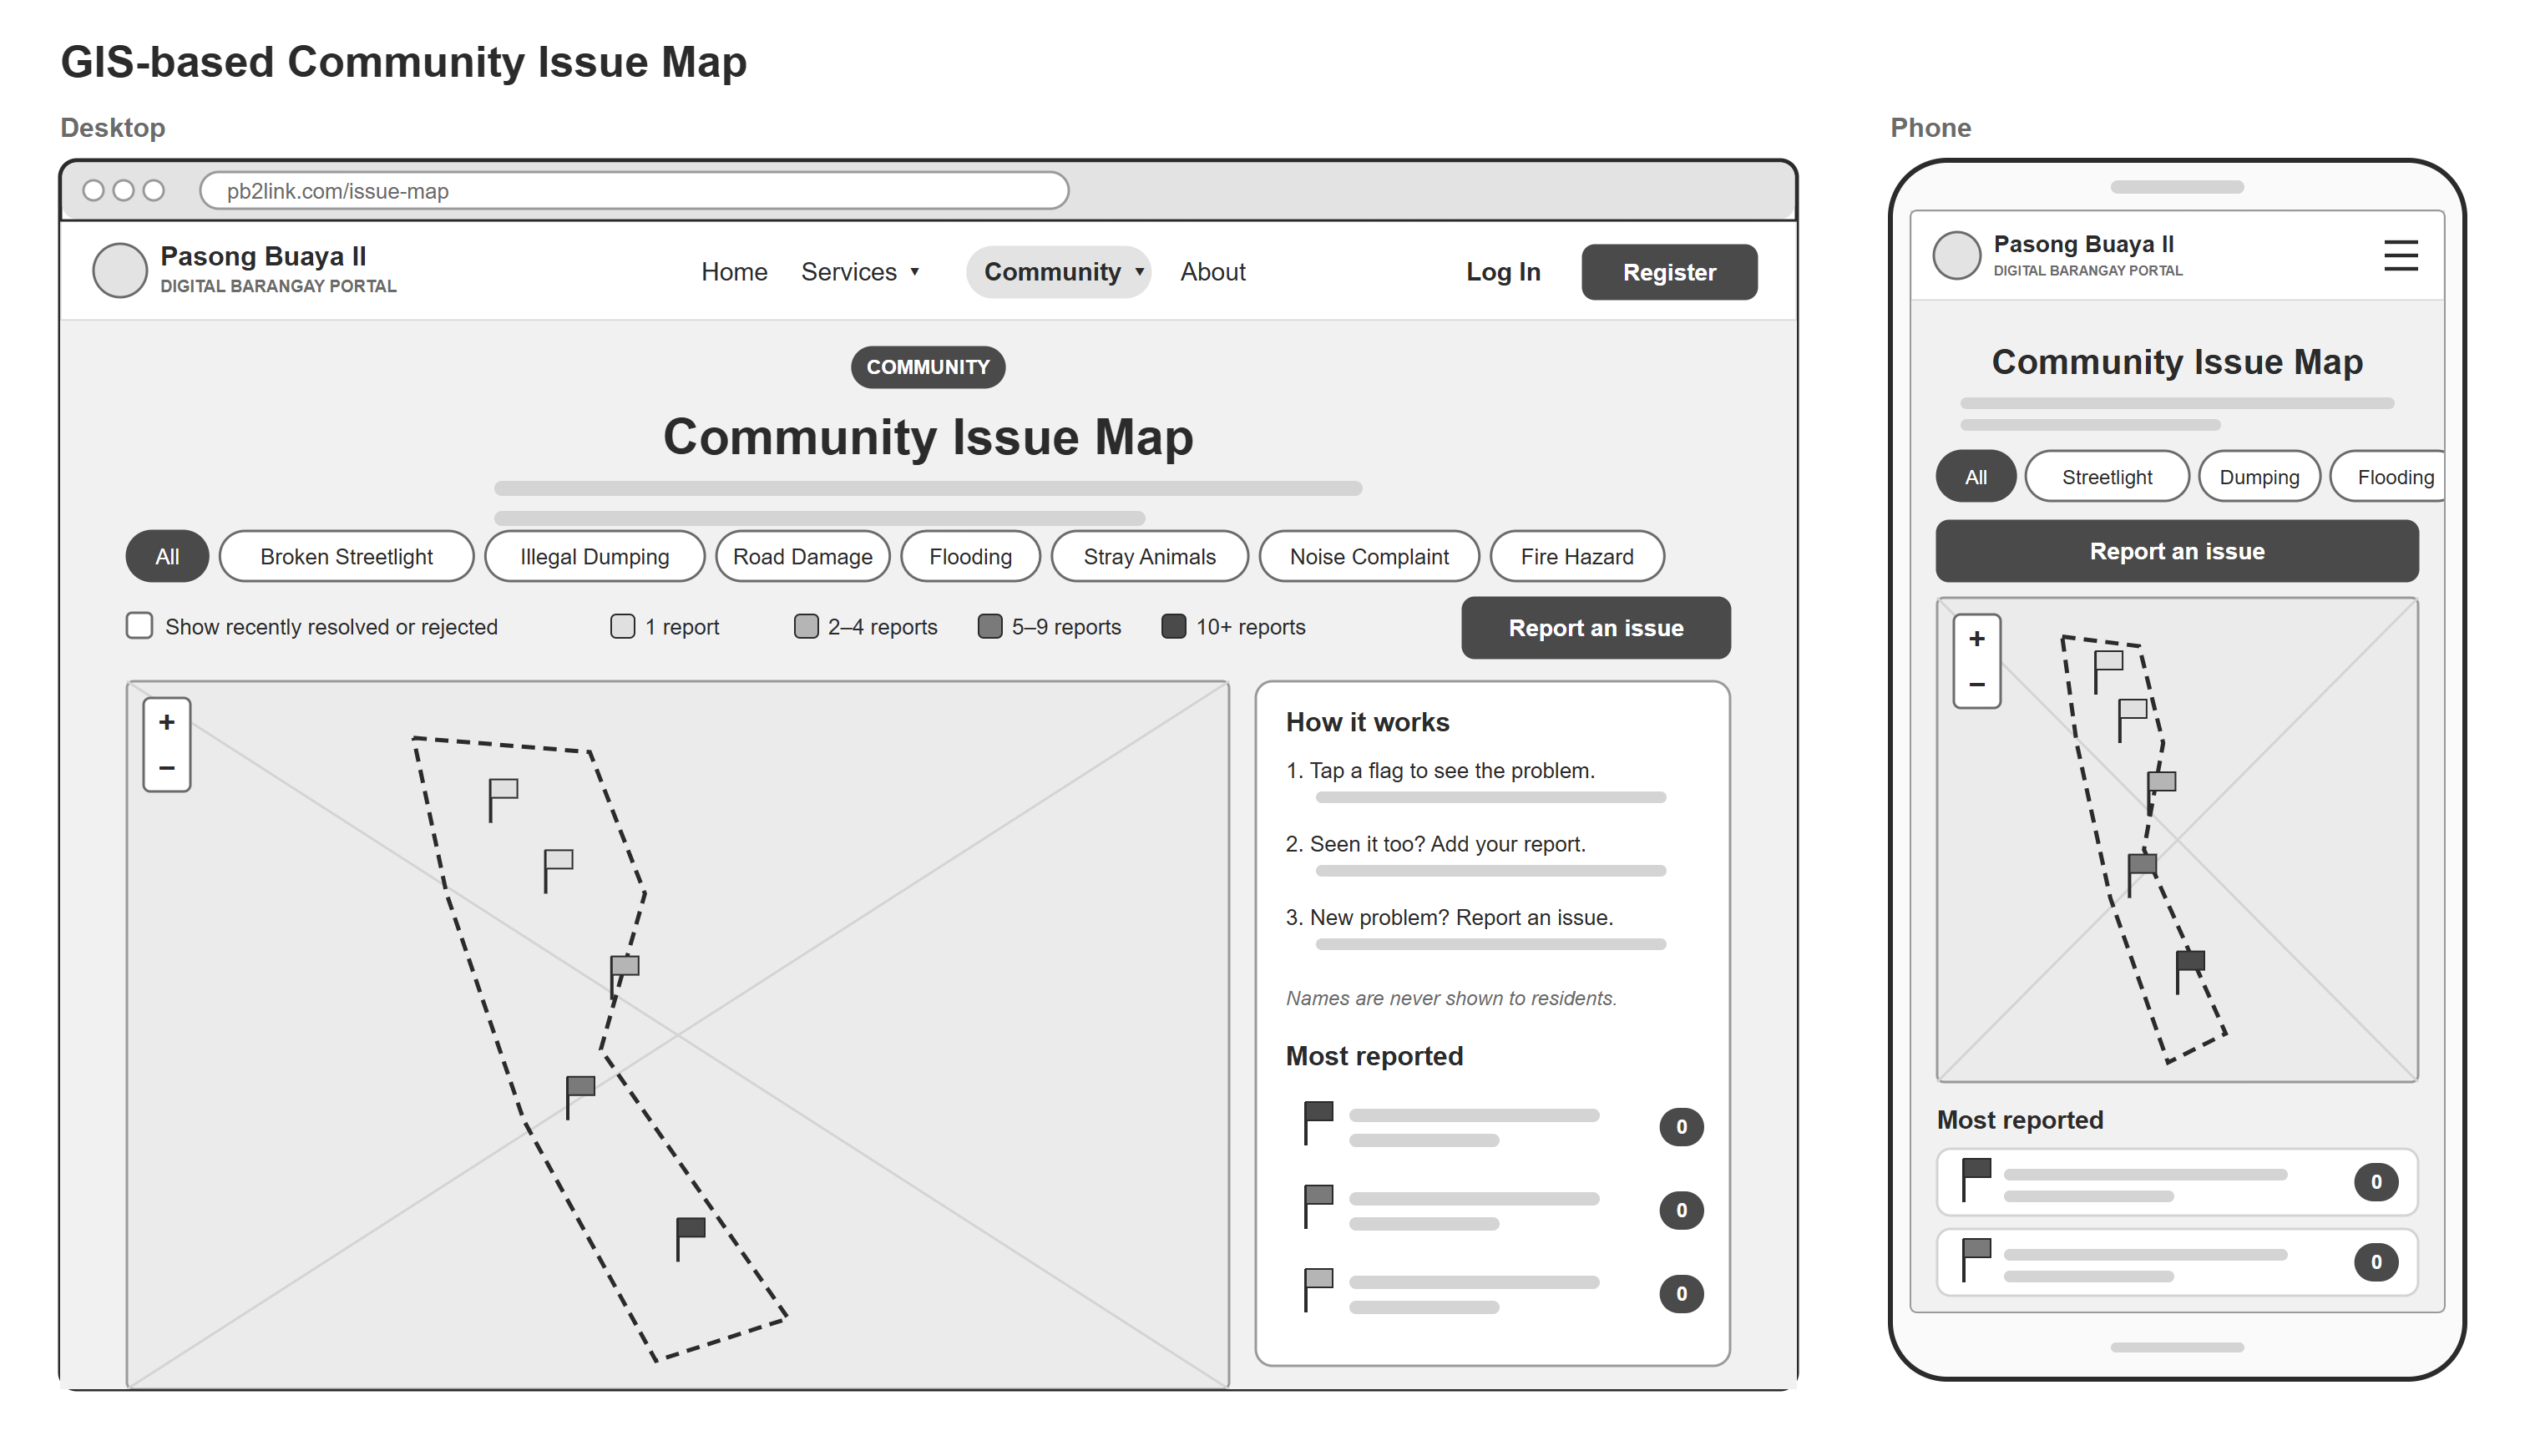 GIS-based Community Issue Map
Desktop
pb2link.com/issue-map
Pasong Buaya II
DIGITAL BARANGAY PORTAL
Home Services ▼ Community ▼ About Log In Register
COMMUNITY
Community Issue Map
All Broken Streetlight Illegal Dumping Road Damage Flooding Stray Animals Noise Complaint Fire Hazard
Show recently resolved or rejected 1 report 2–4 reports 5–9 reports 10+ reports Report an issue
+
−
How it works
1. Tap a flag to see the problem.
2. Seen it too? Add your report.
3. New problem? Report an issue.
Names are never shown to residents.
Most reported
0
0
0
Phone
Pasong Buaya II
DIGITAL BARANGAY PORTAL
Community Issue Map
All Streetlight Dumping Flooding
Report an issue
+
−
Most reported
0
0